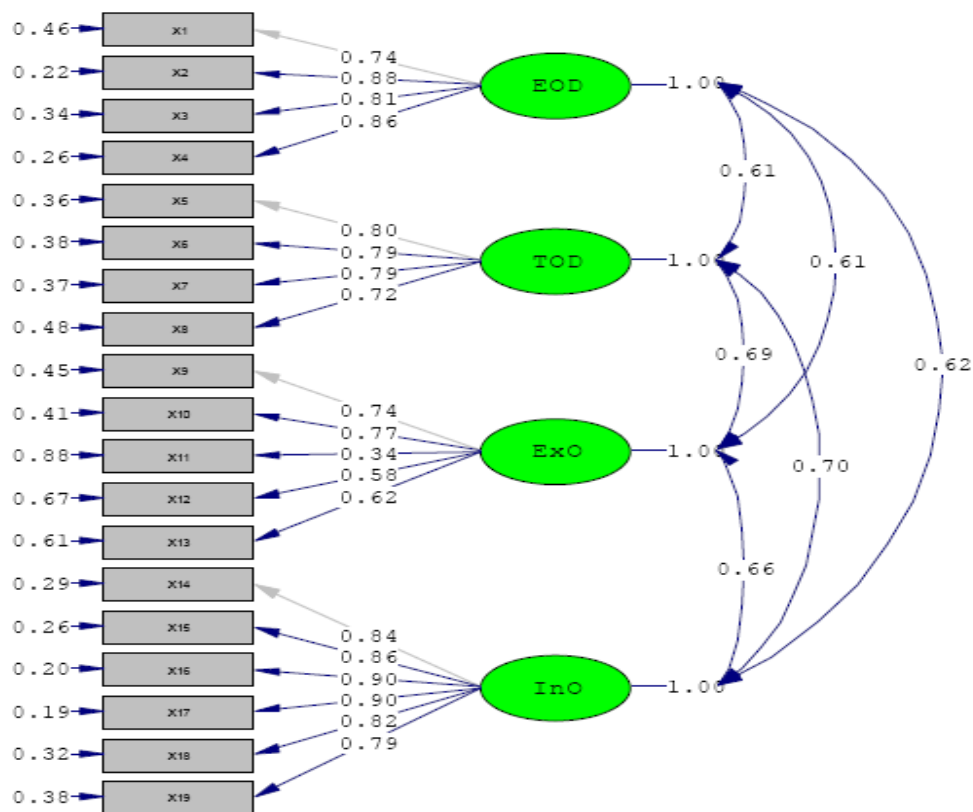 0.46 X1
0.74
0.22 X2
0.88
EOD 1.00
0.34 X3
0.81
0.86
0.26 X4
0.61
0.36 X5
0.80
0.38 X6
0.79
TOD 1.00
0.61
0.37 X7
0.79
0.72
0.48 X8
0.69
0.62
0.45 X9
0.74
0.41 X10
0.77
ExO 1.00
0.88 X11
0.34
0.70
0.58
0.67 X12
0.62
0.61 X13
0.66
0.29 X14
0.84
0.26 X15
0.86
0.20 X16
0.90
InO 1.00
0.19 X17
0.90
0.82
0.32 X18
0.79
0.38 X19